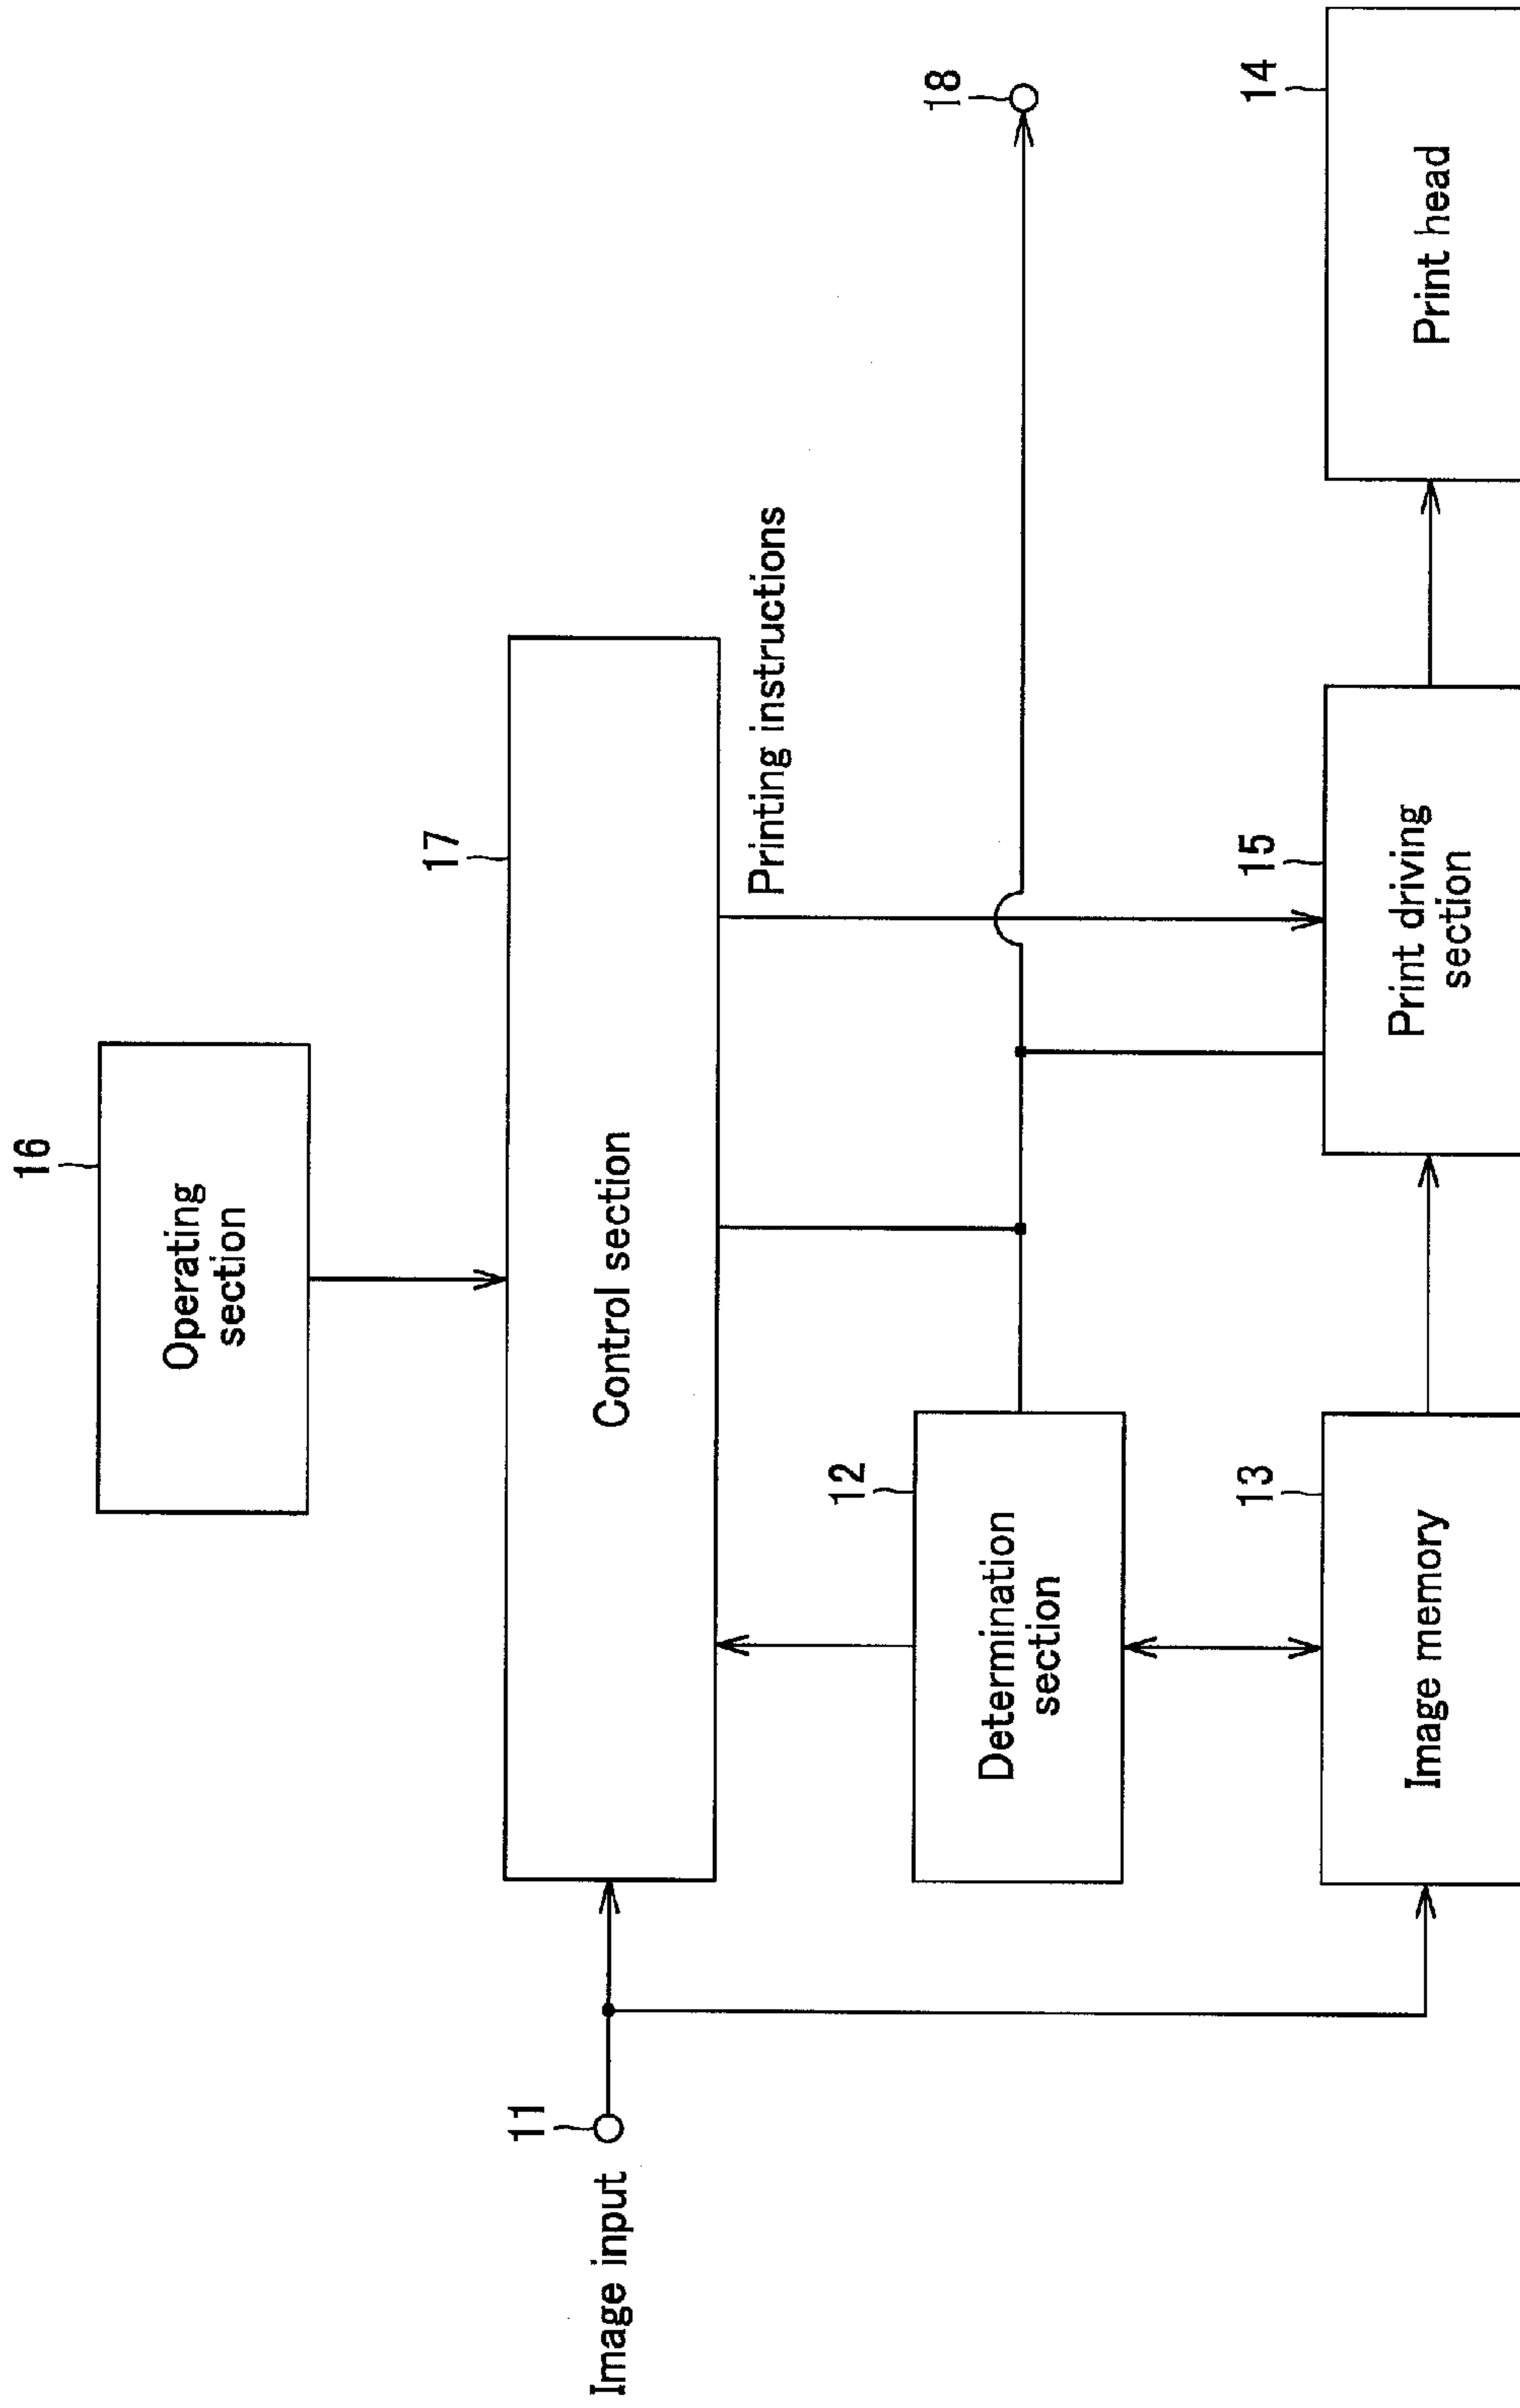 16
Operating
section
17
Control section
Printing instructions
11
Image input
12
Determination
section
18
13
Image memory
15
Print driving
section
14
Print head